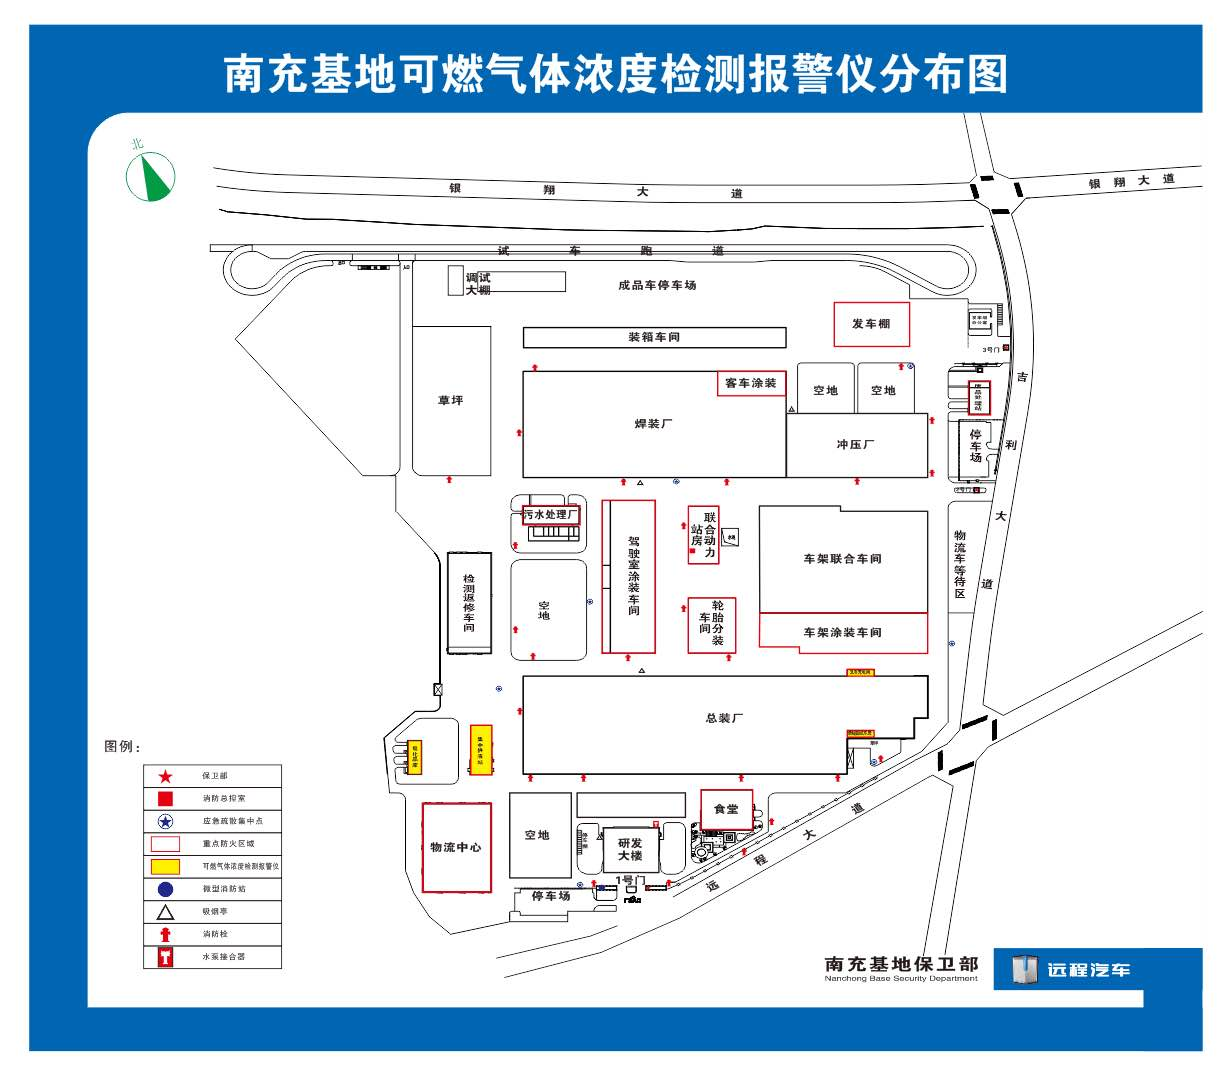 南充基地可燃气体浓度检测报警仪分布图
北
银翔大道
银翔大道
试车跑道
入口
调试
大棚
成品车停车场
发车棚
装箱车间
3号门
客车涂装
空地
空地
吉利大道
草坪
焊装厂
冲压厂
停车场
2号门
污水处理厂
驾驶室涂装车间
联合动力
站房
车架联合车间
物流车等待区
检测返修车间
空地
轮胎分装
车间
车架涂装车间
总装厂
图例：
保卫部
消防总控室
应急疏散集中点
重点防火区域
可燃气体浓度检测报警仪
微型消防站
吸烟亭
消防栓
水泵接合器
物流中心
空地
食堂
研发
大楼
1号门
停车场
远程大道
南充基地保卫部
Nanchong Base Security Department
远程汽车